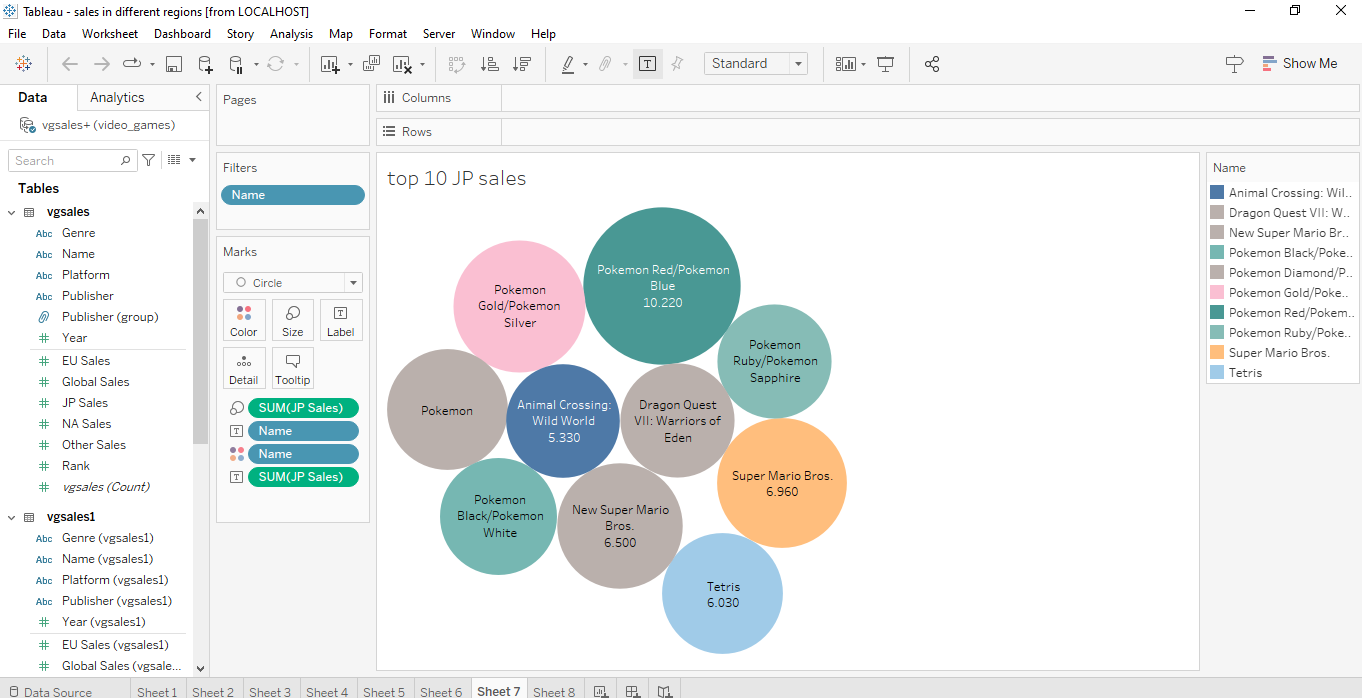 Tableau - sales in different regions [from LOCALHOST]
File Data Worksheet Dashboard Story Analysis Map Format Server Window Help
Standard
Show Me
Data Analytics
vgsales+ (video_games)
Search
Tables
vgsales
Abc Genre
Abc Name
Abc Platform
Abc Publisher
Publisher (group)
Year
EU Sales
Global Sales
JP Sales
NA Sales
Other Sales
Rank
vgsales (Count)
vgsales1
Abc Genre (vgsales1)
Abc Name (vgsales1)
Abc Platform (vgsales1)
Abc Publisher (vgsales1)
Year (vgsales1)
EU Sales (vgsales1)
Global Sales (vgsale...
Pages
Filters
Name
Marks
Circle
Color Size Label
Detail Tooltip
SUM(JP Sales)
Name
Name
SUM(JP Sales)
Columns
Rows
top 10 JP sales
Pokemon Red/Pokemon
Blue
10.220
Pokemon
Gold/Pokemon
Silver
Pokemon
Ruby/Pokemon
Sapphire
Pokemon
Animal Crossing:
Wild World
5.330
Dragon Quest
VII: Warriors of
Eden
Super Mario Bros.
6.960
Pokemon
Black/Pokemon
White
New Super Mario
Bros.
6.500
Tetris
6.030
Name
Animal Crossing: Wil..
Dragon Quest VII: W..
New Super Mario Br..
Pokemon Black/Poke..
Pokemon Diamond/P..
Pokemon Gold/Poke..
Pokemon Red/Pokem..
Pokemon Ruby/Poke..
Super Mario Bros.
Tetris
Data Source Sheet 1 Sheet 2 Sheet 3 Sheet 4 Sheet 5 Sheet 6 Sheet 7 Sheet 8